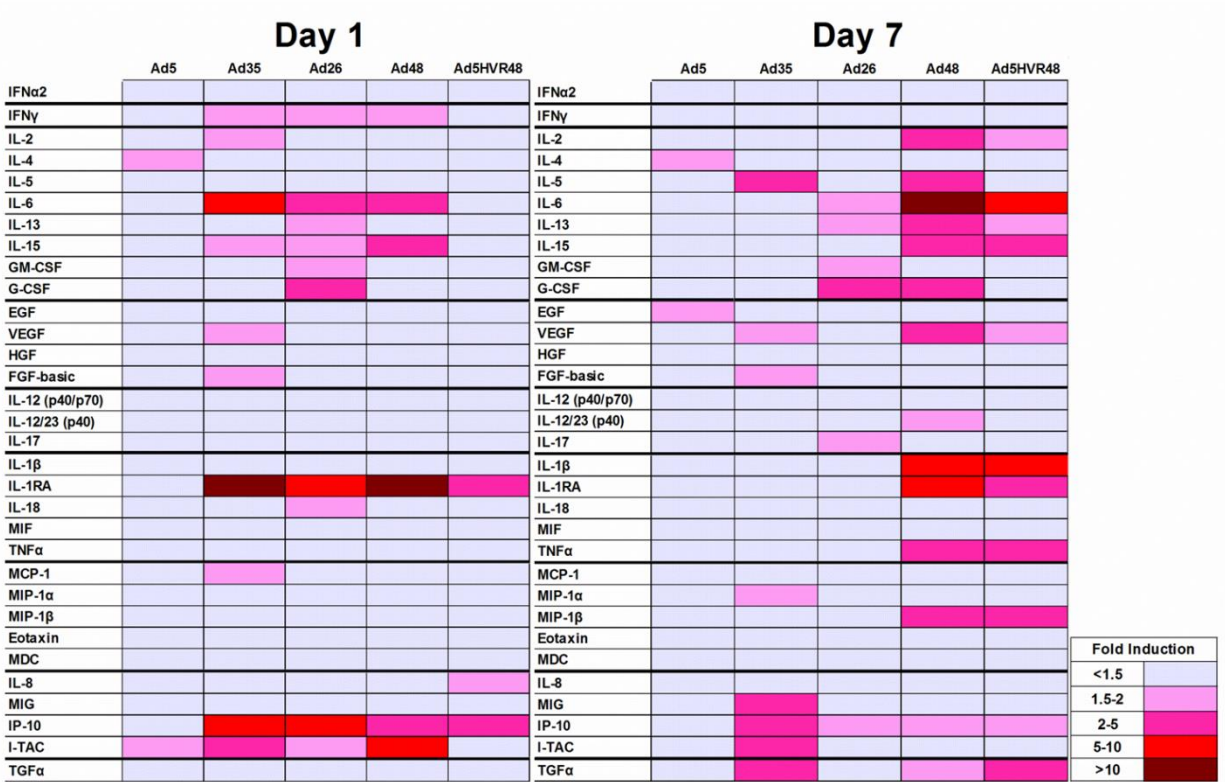 Day 1 Day 7
Ad5 Ad35 Ad26 Ad48 Ad5HVR48 Ad5 Ad35 Ad26 Ad48 Ad5HVR48
IFNα2 IFNα2
IFNγ IFNγ
IL-2 IL-2
IL-4 IL-4
IL-5 IL-5
IL-6 IL-6
IL-13 IL-13
IL-15 IL-15
GM-CSF GM-CSF
G-CSF G-CSF
EGF EGF
VEGF VEGF
HGF HGF
FGF-basic FGF-basic
IL-12 (p40/p70) IL-12 (p40/p70)
IL-12/23 (p40) IL-12/23 (p40)
IL-17 IL-17
IL-1β IL-1β
IL-1RA IL-1RA
IL-18 IL-18
MIF MIF
TNFα TNFα
MCP-1 MCP-1
MIP-1α MIP-1α
MIP-1β MIP-1β
Eotaxin Eotaxin
MDC MDC
IL-8 IL-8
MIG MIG
IP-10 IP-10
I-TAC I-TAC
TGFα TGFα
Fold Induction
<1.5
1.5-2
2-5
5-10
>10